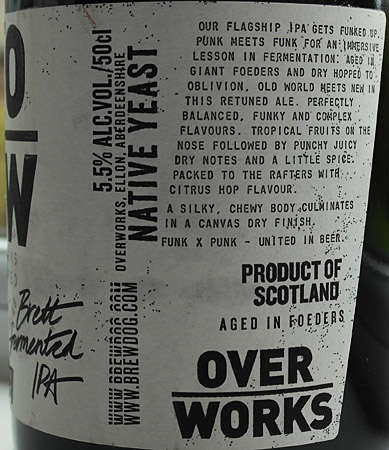 O
W
Brett
fermented
IPA
5.5% ALC.VOL./50cl
OVERWORKS, ELLON, ABERDEENSHIRE
NATIVE YEAST
WWW.BREWDOG.COM
WWW.BREWDOG.COM
OUR FLAGSHIP IPA GETS FUNKED UP.
PUNK MEETS FUNK FOR AN IMMERSIVE
LESSON IN FERMENTATION. AGED IN
GIANT FOEDERS AND DRY HOPPED TO
OBLIVION, OLD WORLD MEETS NEW IN
THIS RETUNED ALE. PERFECTLY
BALANCED, FUNKY AND COMPLEX
FLAVOURS. TROPICAL FRUITS ON THE
NOSE FOLLOWED BY PUNCHY JUICY
DRY NOTES AND A LITTLE SPICE.
PACKED TO THE RAFTERS WITH
CITRUS HOP FLAVOUR.
A SILKY, CHEWY BODY CULMINATES
IN A CANVAS DRY FINISH.
FUNK X PUNK - UNITED IN BEER.
PRODUCT OF
SCOTLAND
AGED IN FOEDERS
OVER
WORKS